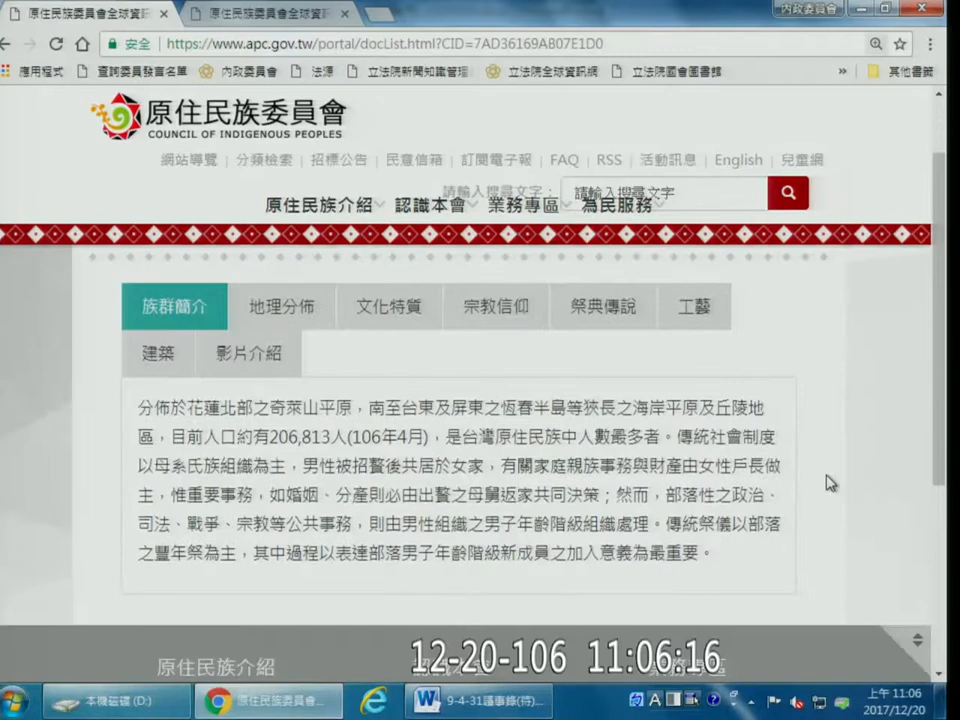 原住民族委員會全球資訊
原住民族委員會全球資訊
內政委員會
安全 https://www.apc.gov.tw/portal/docList.html?CID=7AD36169AB07E1D0
應用程式 查詢委員發言名單 內政委員會 法源 立法院新聞知識管理 立法院全球資訊網 立法院國會圖書館 » 其他書籤
原住民族委員會
COUNCIL OF INDIGENOUS PEOPLES
網站導覽 | 分類檢索 | 招標公告 | 民意信箱 | 訂閱電子報 | FAQ | RSS | 活動訊息 | English | 兒童網
請輸入搜尋文字： 請輸入搜尋文字
原住民族介紹 認識本會 業務專區 為民服務
族群簡介 地理分佈 文化特質 宗教信仰 祭典傳說 工藝
建築 影片介紹
分佈於花蓮北部之奇萊山平原，南至台東及屏東之恆春半島等狹長之海岸平原及丘陵地
區，目前人口約有206,813人(106年4月)，是台灣原住民族中人數最多者。傳統社會制度
以母系氏族組織為主，男性被招贅後共居於女家，有關家庭親族事務與財產由女性戶長做
主，惟重要事務，如婚姻、分產則必由出贅之母舅返家共同決策；然而，部落性之政治、
司法、戰爭、宗教等公共事務，則由男性組織之男子年齡階級組織處理。傳統祭儀以部落
之豐年祭為主，其中過程以表達部落男子年齡階級新成員之加入意義為最重要。
原住民族介紹
12-20-106 11:06:16
本機磁碟 (D:) 原住民族委員會... 9-4-31議事錄(托... A 上午 11:06
2017/12/20